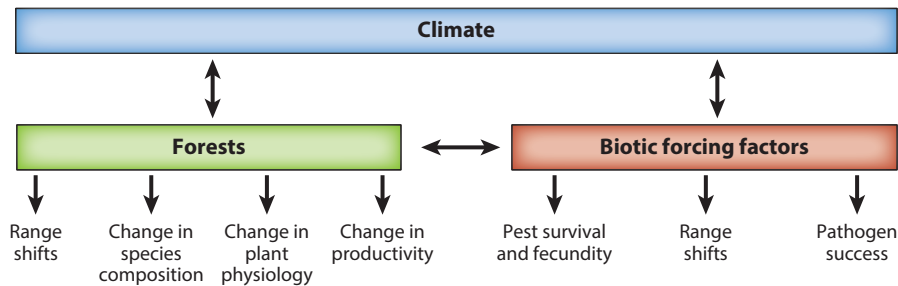 Climate
Forests
Biotic forcing factors
Range
shifts
Change in
species
composition
Change in
plant
physiology
Change in
productivity
Pest survival
and fecundity
Range
shifts
Pathogen
success